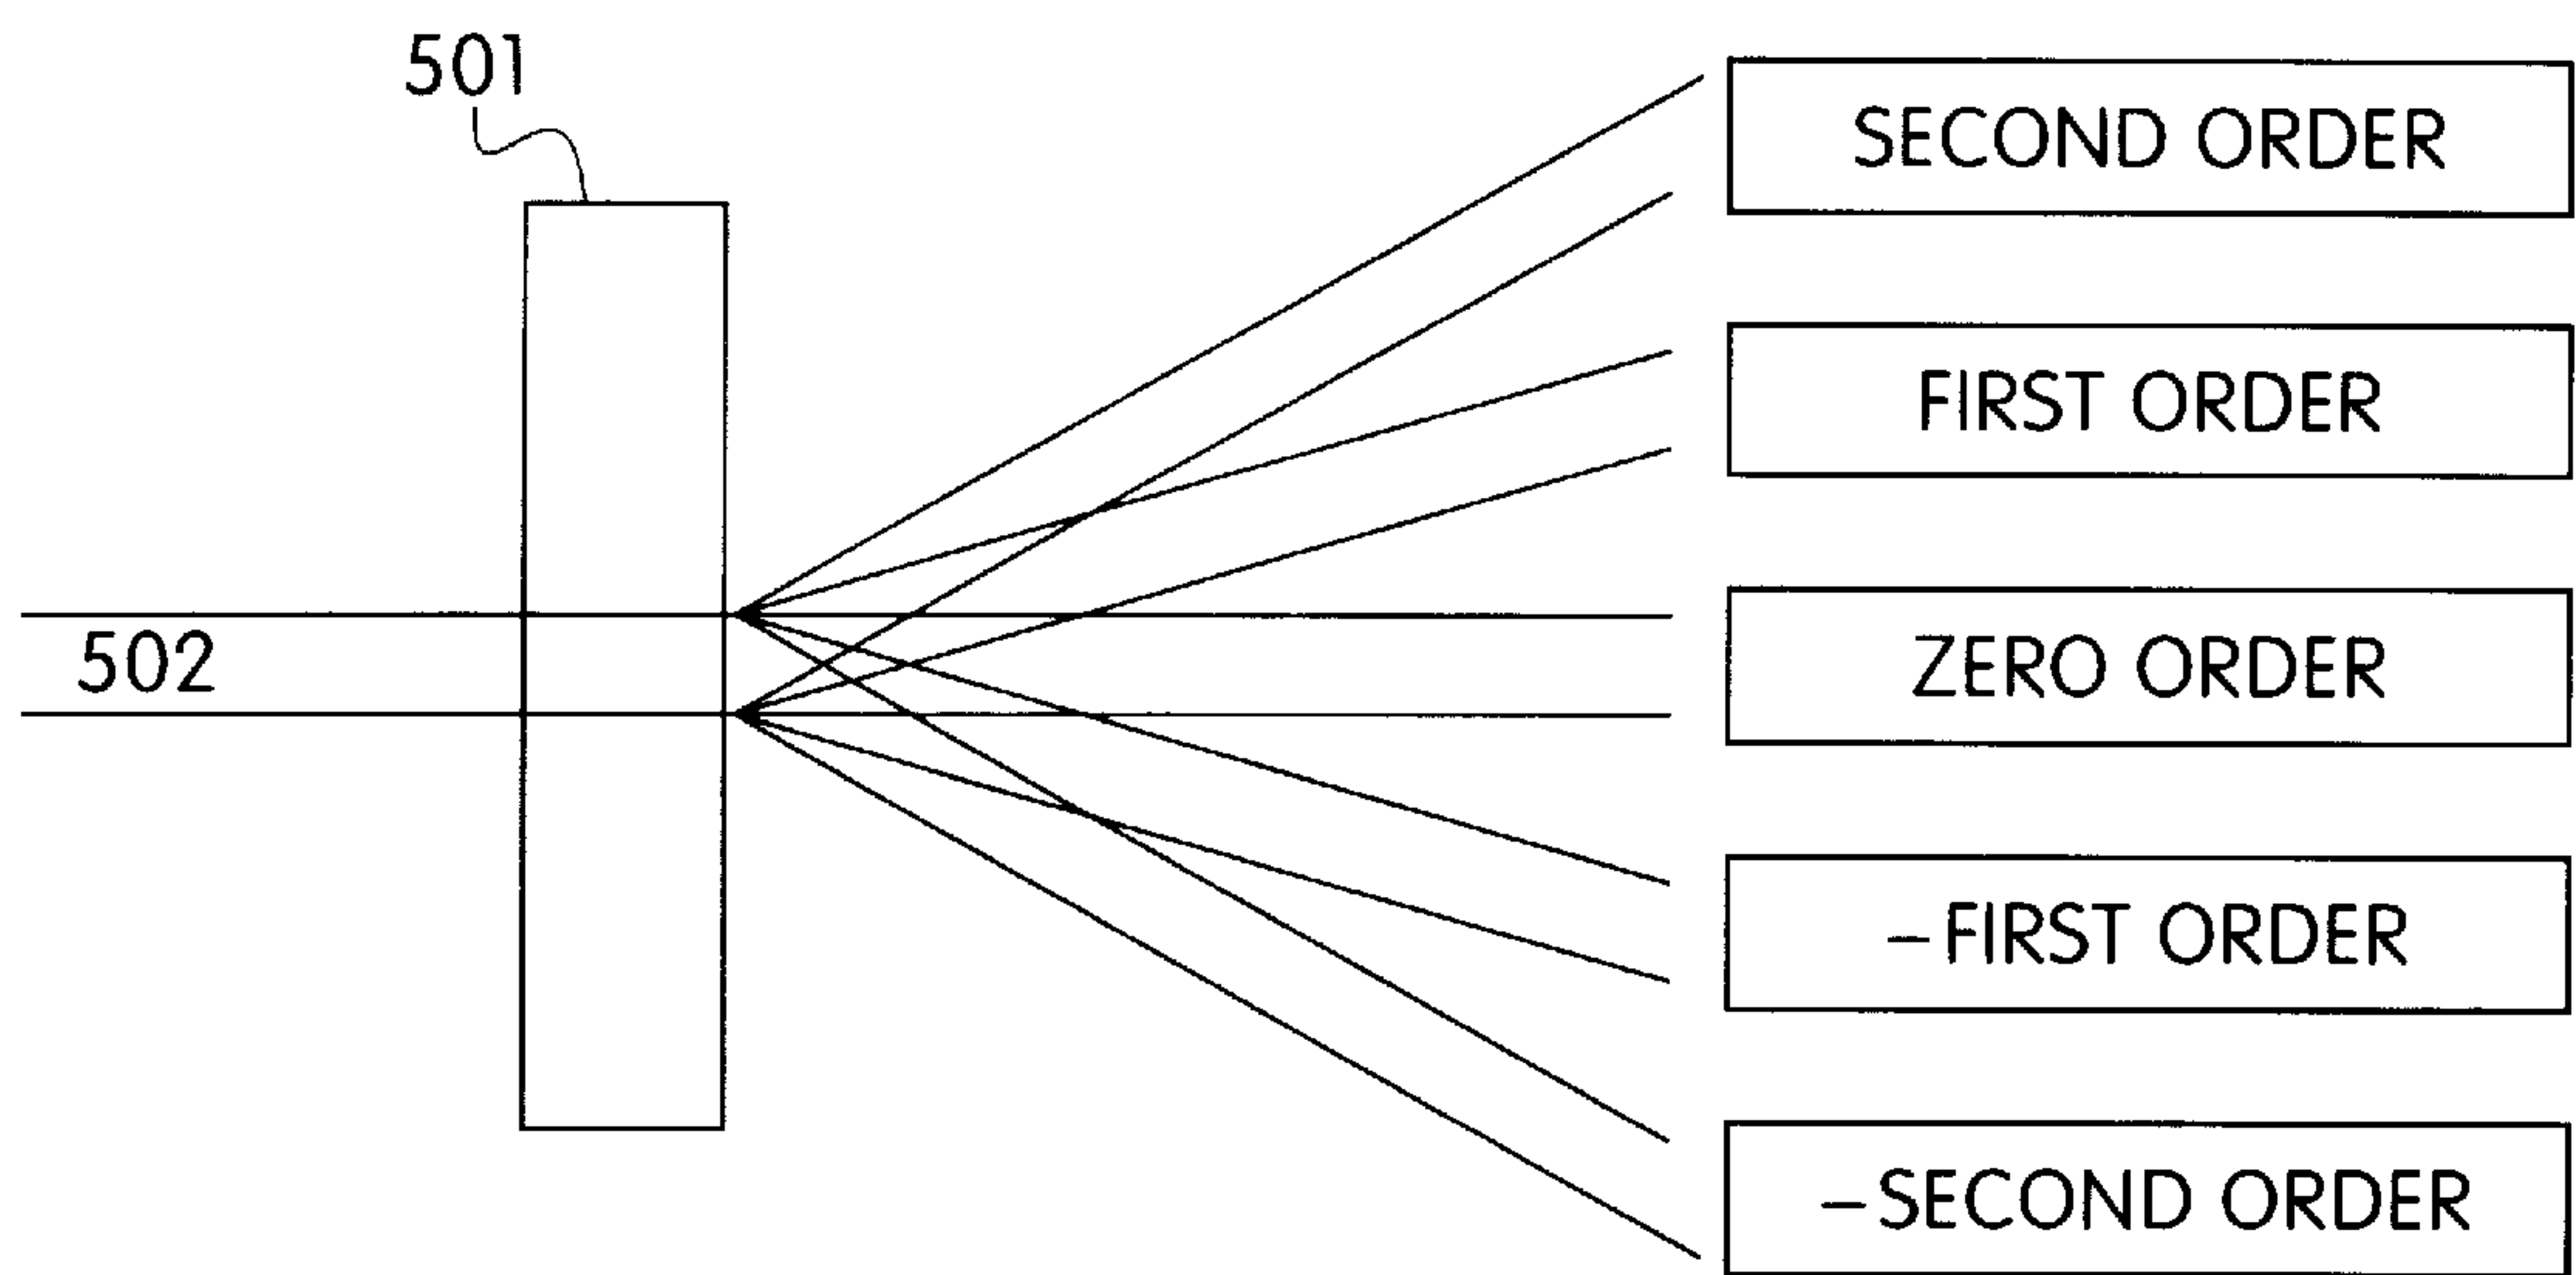 501
SECOND ORDER
FIRST ORDER
502
ZERO ORDER
–FIRST ORDER
–SECOND ORDER